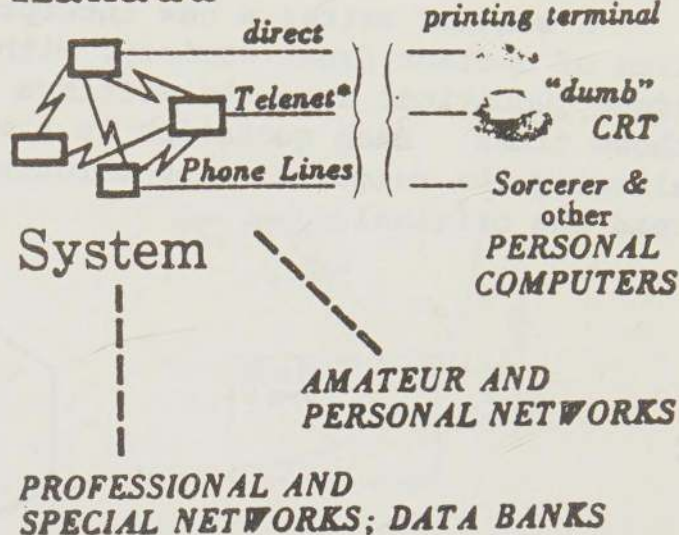 direct
printing terminal
Telenet*
"dumb"
CRT
Phone Lines
Sorcerer &
other
PERSONAL
COMPUTERS
System
AMATEUR AND
PERSONAL NETWORKS
PROFESSIONAL AND
SPECIAL NETWORKS; DATA BANKS